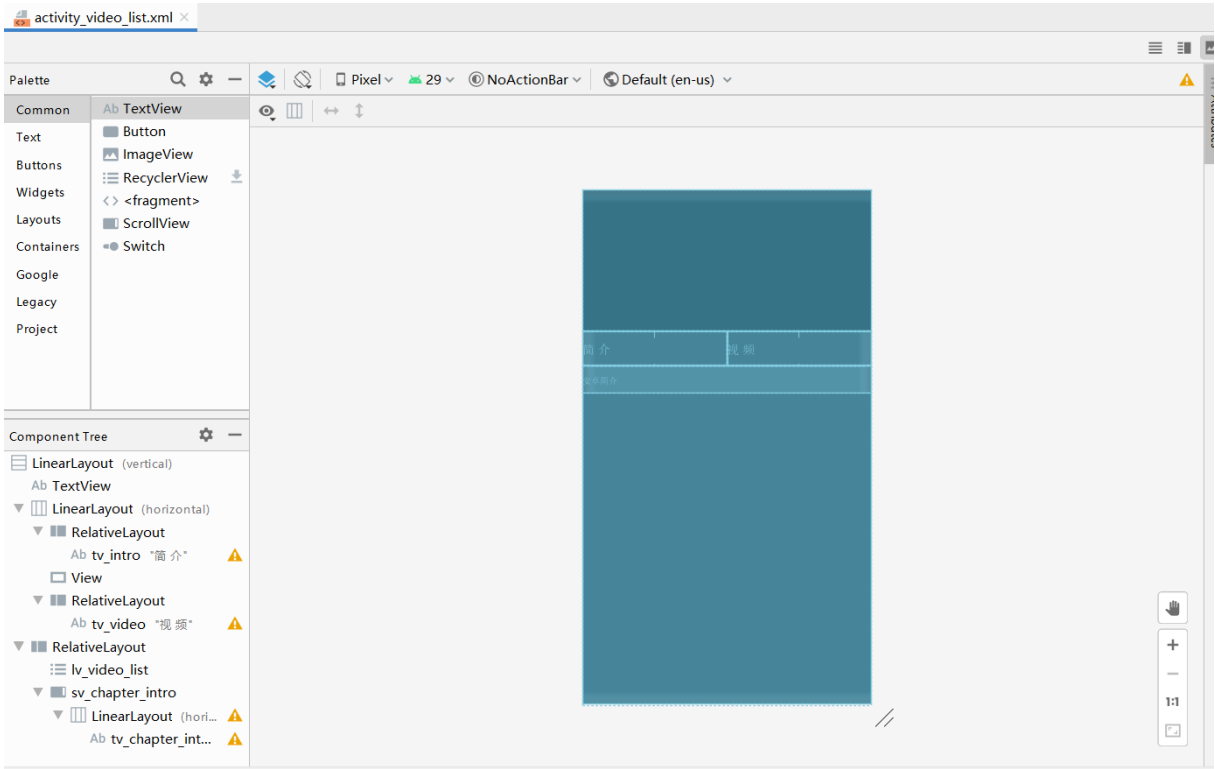 activity_video_list.xml
Palette
Pixel
29
NoActionBar
Default (en-us)
Common
Text
Buttons
Widgets
Layouts
Containers
Google
Legacy
Project
Ab TextView
Button
ImageView
RecyclerView
<fragment>
ScrollView
Switch
简 介
视 频
Component Tree
LinearLayout (vertical)
Ab TextView
LinearLayout (horizontal)
RelativeLayout
Ab tv_intro "简 介"
View
RelativeLayout
Ab tv_video "视 频"
RelativeLayout
lv_video_list
sv_chapter_intro
LinearLayout (hori...
Ab tv_chapter_int...
1:1